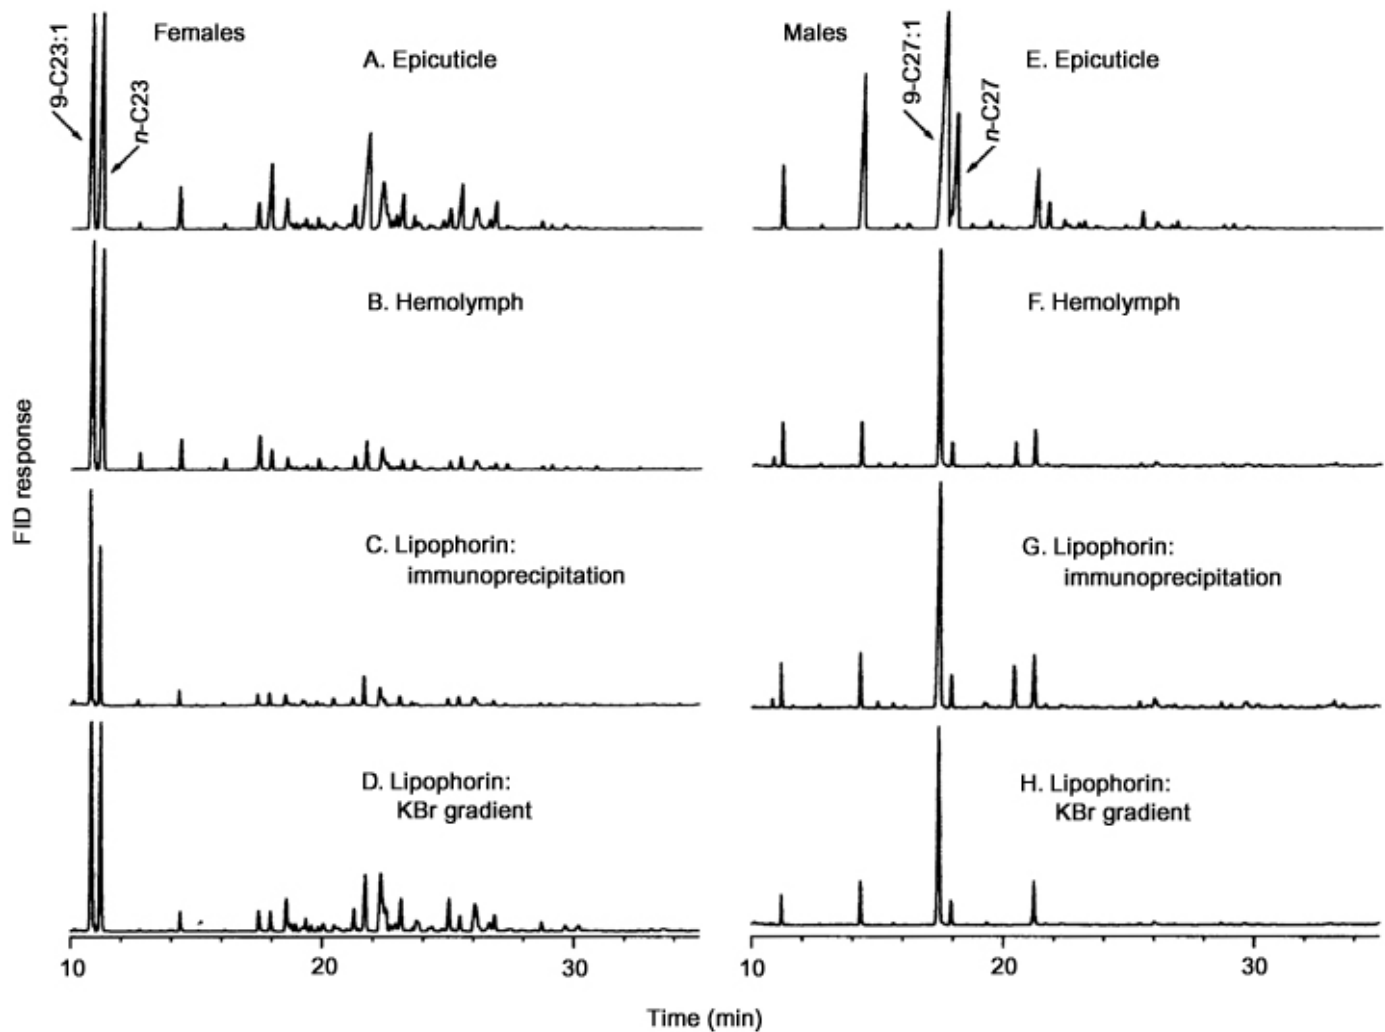 Females
9-C23:1
n-C23
A. Epicuticle
B. Hemolymph
C. Lipophorin:
immunoprecipitation
D. Lipophorin:
KBr gradient
Males
9-C27:1
n-C27
E. Epicuticle
F. Hemolymph
G. Lipophorin:
immunoprecipitation
H. Lipophorin:
KBr gradient
FID response
10 20 30
10 20 30
Time (min)